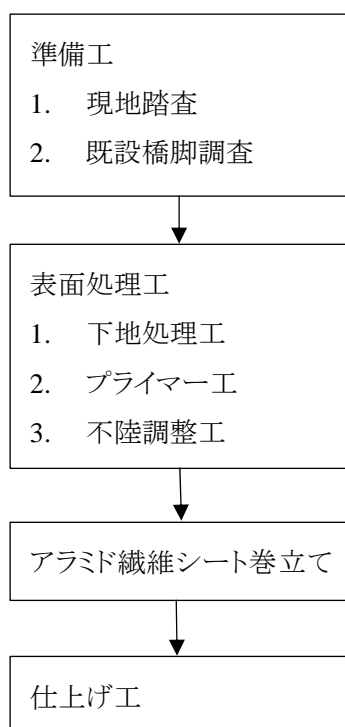 準備工
1. 現地踏査
2. 既設橋脚調査
表面処理工
1. 下地処理工
2. プライマー工
3. 不陸調整工
アラミド繊維シート巻立て
仕上げ工